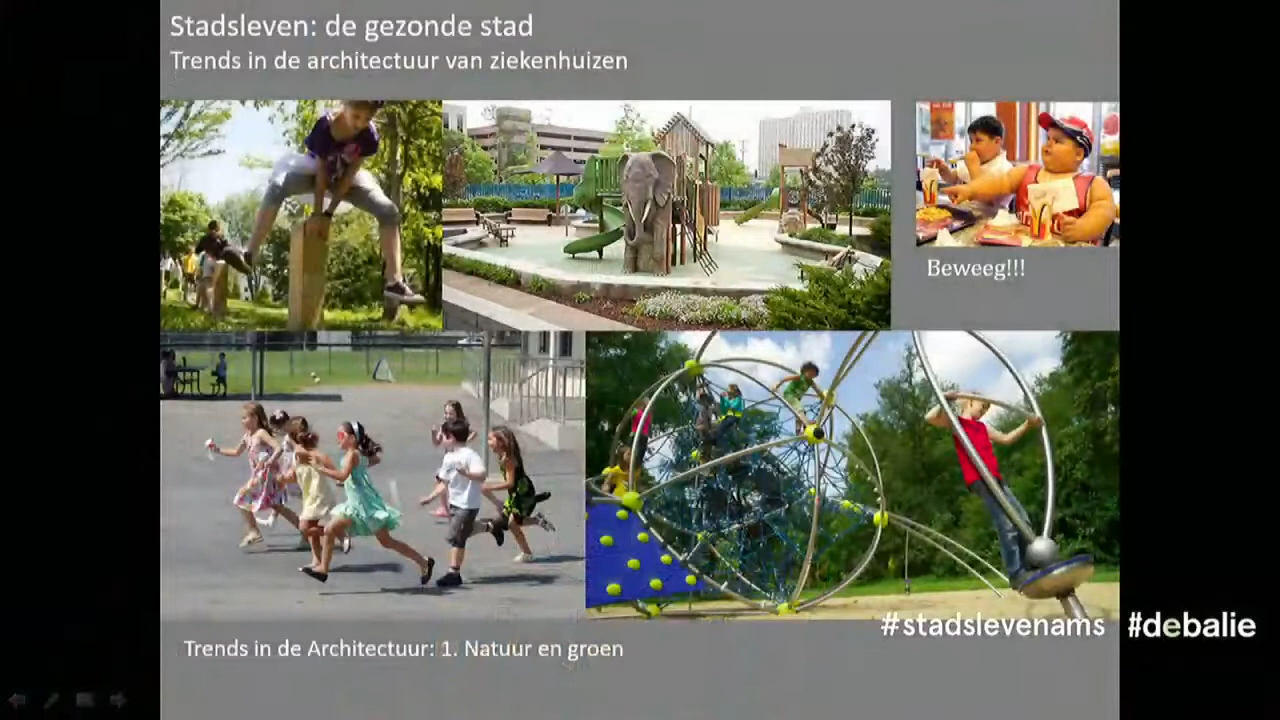 Stadsleven: de gezonde stad
Trends in de architectuur van ziekenhuizen
Beweeg!!!
#stadslevenams #debalie
Trends in de Architectuur: 1. Natuur en groen